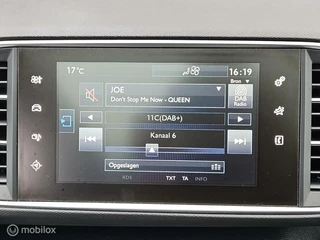 17°C
16:19
JOE
Bron
Don't Stop Me Now - QUEEN
DAB
Radio
11C(DAB+)
Kanaal 6
Opgeslagen
RDS TXT TA INFO
Marktplaats